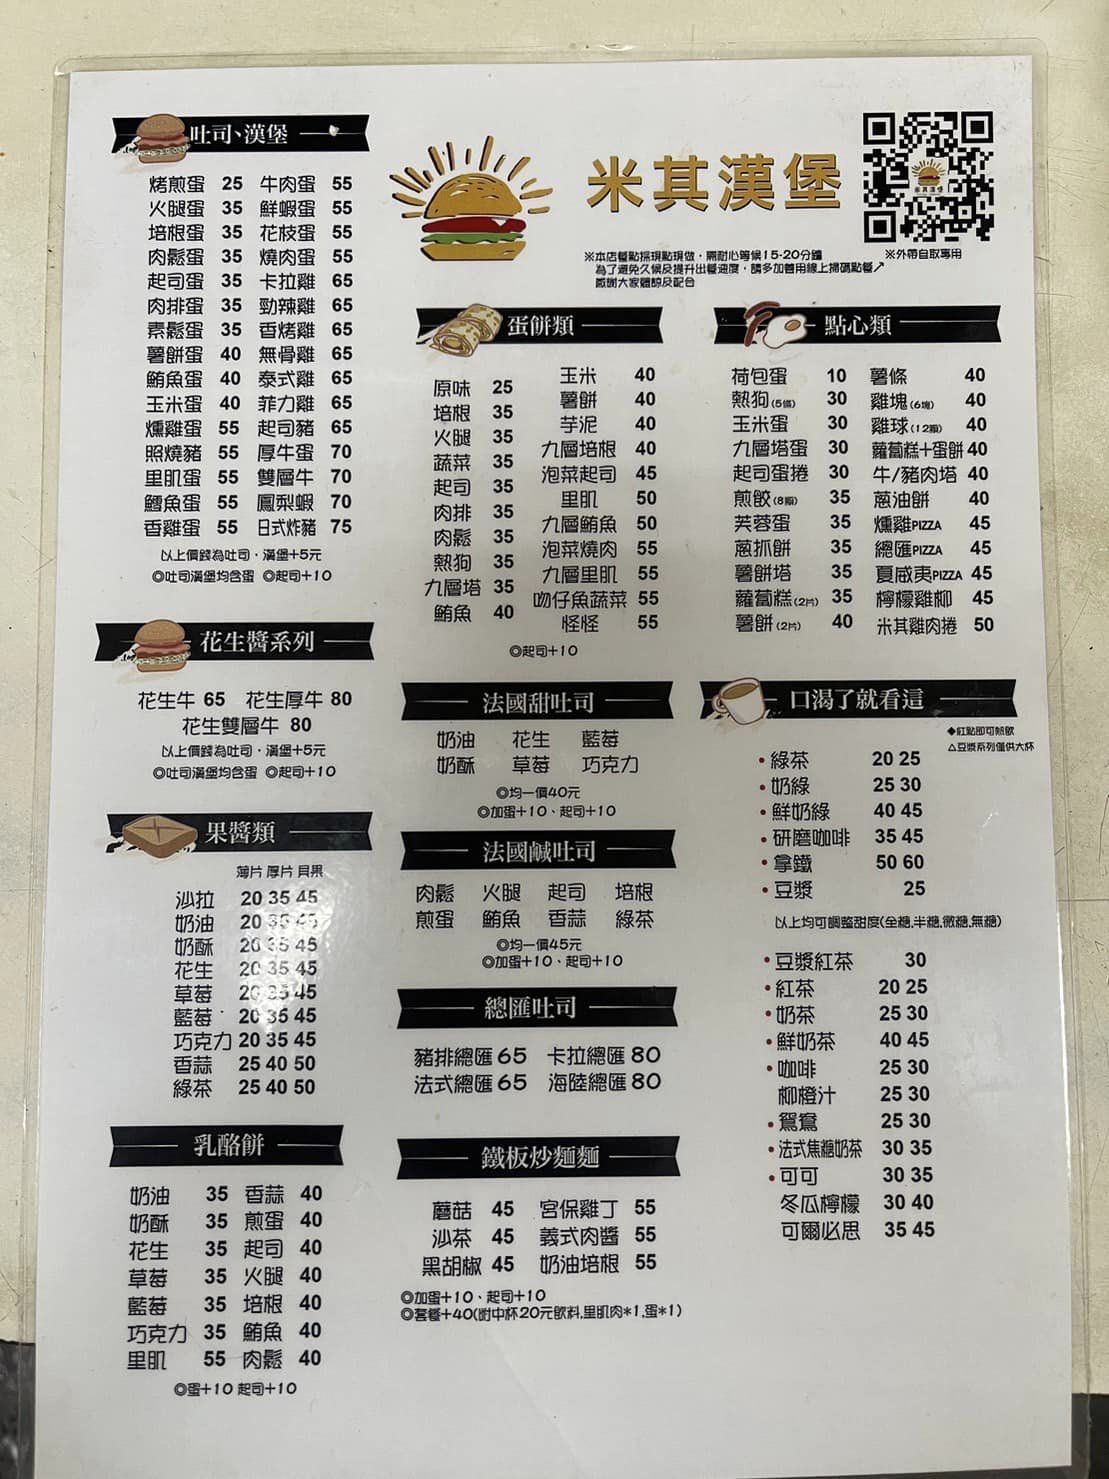 米其漢堡
※本店餐點採現點現做，需耐心等候15-20分鐘
為了避免久候及提升出餐速度，請多加善用線上掃碼點餐↗
感謝大家體諒及配合
※外帶自取專用
吐司、漢堡
烤煎蛋 25 牛肉蛋 55
火腿蛋 35 鮮蝦蛋 55
培根蛋 35 花枝蛋 55
肉鬆蛋 35 燒肉蛋 55
起司蛋 35 卡拉雞 65
肉排蛋 35 勁辣雞 65
素鬆蛋 35 香烤雞 65
薯餅蛋 40 無骨雞 65
鮪魚蛋 40 泰式雞 65
玉米蛋 40 菲力雞 65
燻雞蛋 55 起司豬 65
照燒豬 55 厚牛蛋 70
里肌蛋 55 雙層牛 70
鱈魚蛋 55 鳳梨蝦 70
香雞蛋 55 日式炸豬 75
以上價錢為吐司，漢堡+5元
◎吐司漢堡均含蛋 ◎起司+10
花生醬系列
花生牛 65 花生厚牛 80
花生雙層牛 80
以上價錢為吐司，漢堡+5元
◎吐司漢堡均含蛋 ◎起司+10
果醬類
薄片 厚片 貝果
沙拉 20 35 45
奶油 20 35 45
奶酥 20 35 45
花生 20 35 45
草莓 20 35 45
藍莓 20 35 45
巧克力 20 35 45
香蒜 25 40 50
綠茶 25 40 50
乳酪餅
奶油 35 香蒜 40
奶酥 35 煎蛋 40
花生 35 起司 40
草莓 35 火腿 40
藍莓 35 培根 40
巧克力 35 鮪魚 40
里肌 55 肉鬆 40
◎蛋+10 起司+10
蛋餅類
原味 25
培根 35
火腿 35
蔬菜 35
起司 35
肉排 35
肉鬆 35
熱狗 35
九層塔 35
鮪魚 40
玉米 40
薯餅 40
芋泥 40
九層培根 40
泡菜起司 45
里肌 50
九層鮪魚 50
泡菜燒肉 55
九層里肌 55
吻仔魚蔬菜 55
怪怪 55
◎起司+10
法國甜吐司
奶油 花生 藍莓
奶酥 草莓 巧克力
◎均一價40元
◎加蛋+10、起司+10
法國鹹吐司
肉鬆 火腿 起司 培根
煎蛋 鮪魚 香蒜 綠茶
◎均一價45元
◎加蛋+10、起司+10
總匯吐司
豬排總匯 65 卡拉總匯 80
法式總匯 65 海陸總匯 80
鐵板炒麵麵
蘑菇 45 宮保雞丁 55
沙茶 45 義式肉醬 55
黑胡椒 45 奶油培根 55
◎加蛋+10、起司+10
◎套餐+40(附中杯20元飲料,里肌肉*1,蛋*1)
點心類
荷包蛋 10 薯條 40
熱狗(5條) 30 雞塊(6塊) 40
玉米蛋 30 雞球(12顆) 40
九層塔蛋 30 蘿蔔糕+蛋餅 40
起司蛋捲 30 牛/豬肉塔 40
煎餃(8顆) 35 蔥油餅 40
芙蓉蛋 35 燻雞PIZZA 45
蔥抓餅 35 總匯PIZZA 45
薯餅塔 35 夏威夷PIZZA 45
蘿蔔糕(2片) 35 檸檬雞柳 45
薯餅(2片) 40 米其雞肉捲 50
口渴了就看這
◆紅點即可熱飲
△豆漿系列僅供大杯
・綠茶 20 25
・奶綠 25 30
・鮮奶綠 40 45
・研磨咖啡 35 45
・拿鐵 50 60
・豆漿 25
以上均可調整甜度(全糖,半糖,微糖,無糖)
・豆漿紅茶 30
・紅茶 20 25
・奶茶 25 30
・鮮奶茶 40 45
・咖啡 25 30
柳橙汁 25 30
・鴛鴦 25 30
・法式焦糖奶茶 30 35
・可可 30 35
冬瓜檸檬 30 40
可爾必思 35 45